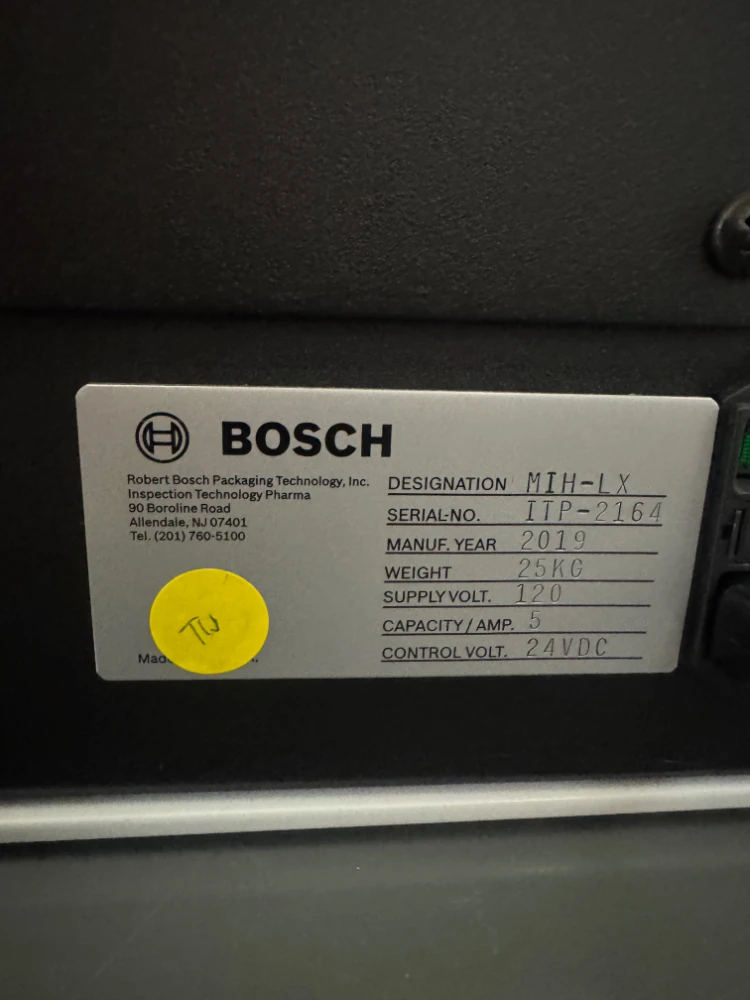 BOSCH
Robert Bosch Packaging Technology, Inc.
Inspection Technology Pharma
90 Boroline Road
Allendale, NJ 07401
Tel. (201) 760-5100
DESIGNATION MIH-LX
SERIAL-NO. ITP-2164
MANUF. YEAR 2019
WEIGHT 25KG
SUPPLY VOLT. 120
CAPACITY / AMP. 5
CONTROL VOLT. 24VDC